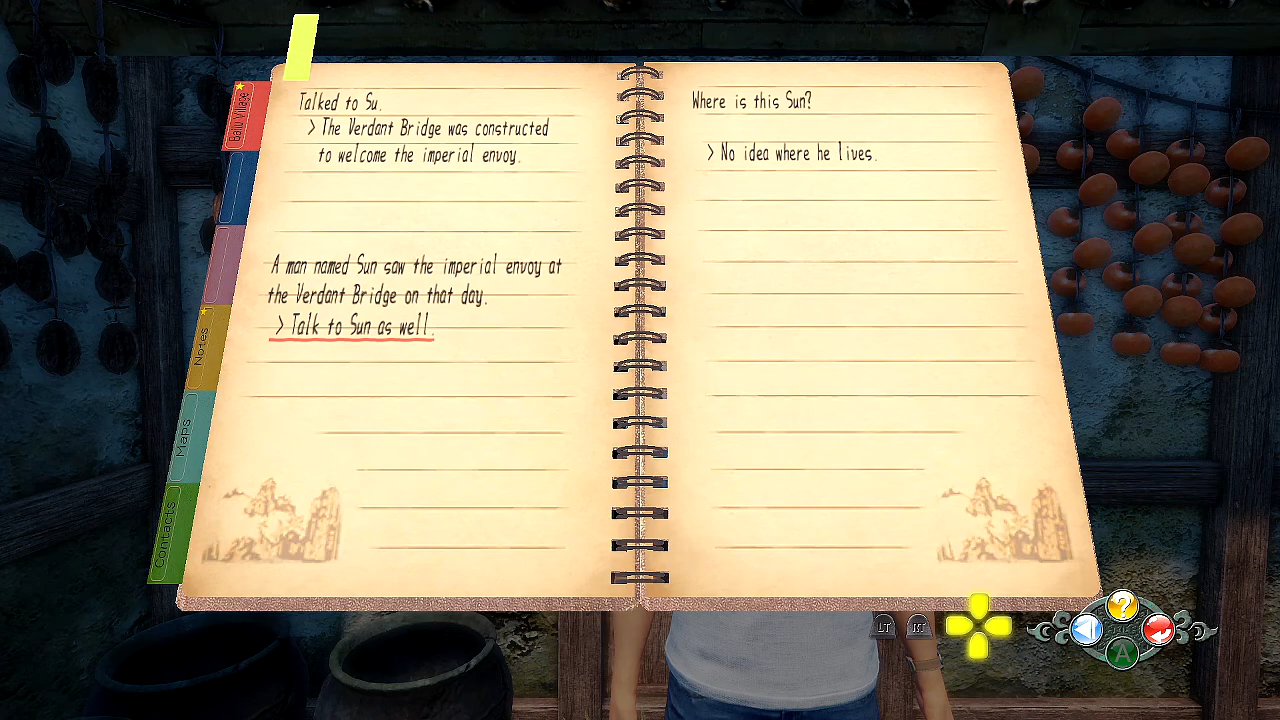 Talked to Su.
> The Verdant Bridge was constructed
to welcome the imperial envoy.
A man named Sun saw the imperial envoy at
the Verdant Bridge on that day.
> Talk to Sun as well.
Where is this Sun?
> No idea where he lives.
Bailu Village
Notes
Maps
Contacts
LT
RT
?
A